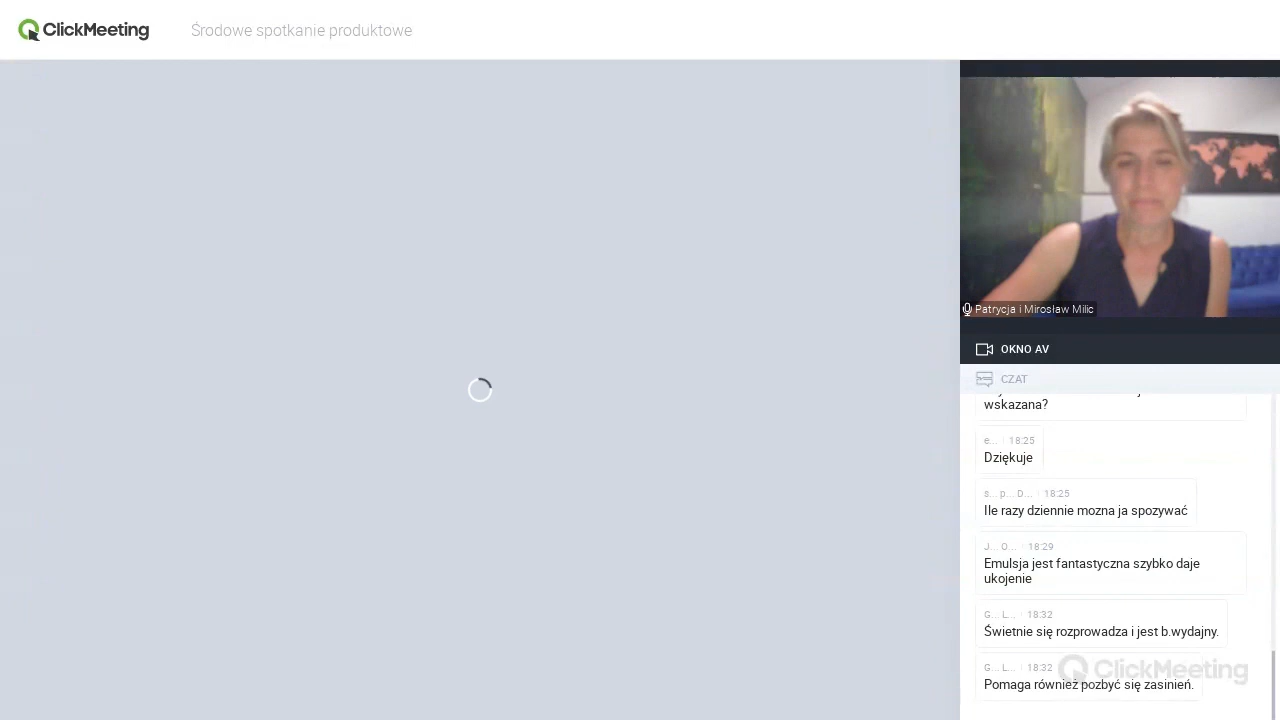 ClickMeeting
Środowe spotkanie produktowe
Patrycja i Mirosław Milic
OKNO AV
CZAT
wskazana?
e... 18:25
Dziękuje
s... p... D... 18:25
Ile razy dziennie mozna ja spozywać
J... O... 18:29
Emulsja jest fantastyczna szybko daje
ukojenie
G... L... 18:32
Świetnie się rozprowadza i jest b.wydajny.
G... L... 18:32
Pomaga również pozbyć się zasinień.
ClickMeeting